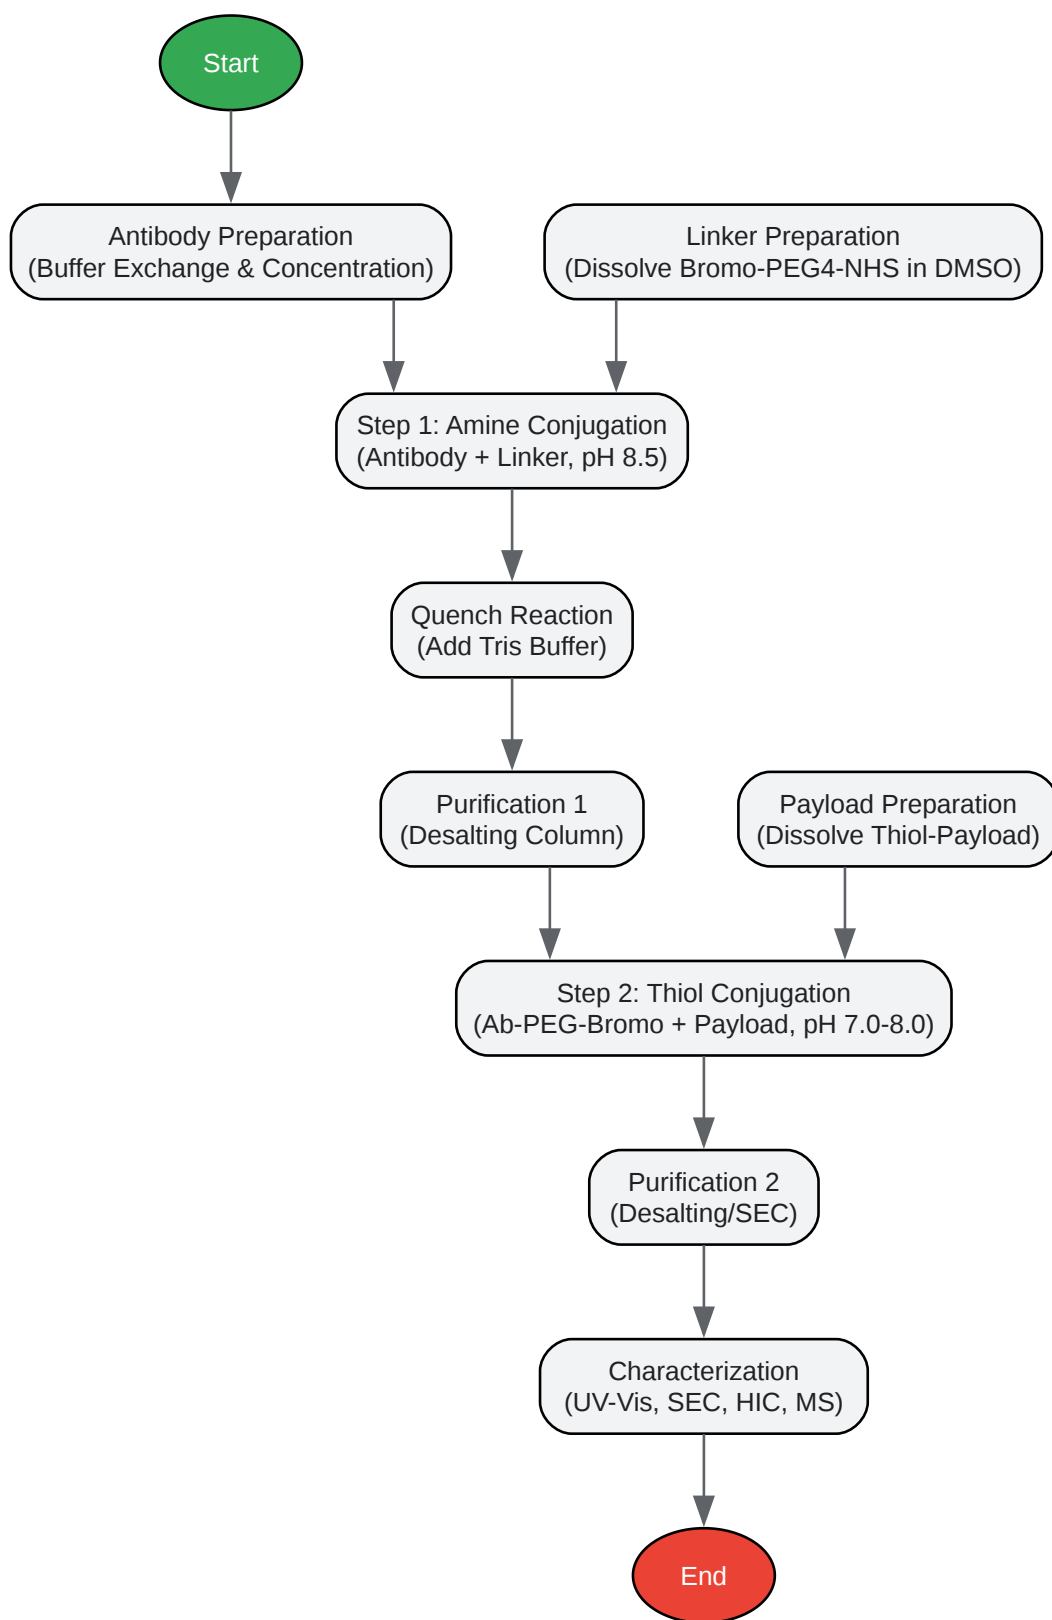 Start
Antibody Preparation
(Buffer Exchange & Concentration)
Linker Preparation
(Dissolve Bromo-PEG4-NHS in DMSO)
Step 1: Amine Conjugation
(Antibody + Linker, pH 8.5)
Quench Reaction
(Add Tris Buffer)
Purification 1
(Desalting Column)
Payload Preparation
(Dissolve Thiol-Payload)
Step 2: Thiol Conjugation
(Ab-PEG-Bromo + Payload, pH 7.0-8.0)
Purification 2
(Desalting/SEC)
Characterization
(UV-Vis, SEC, HIC, MS)
End